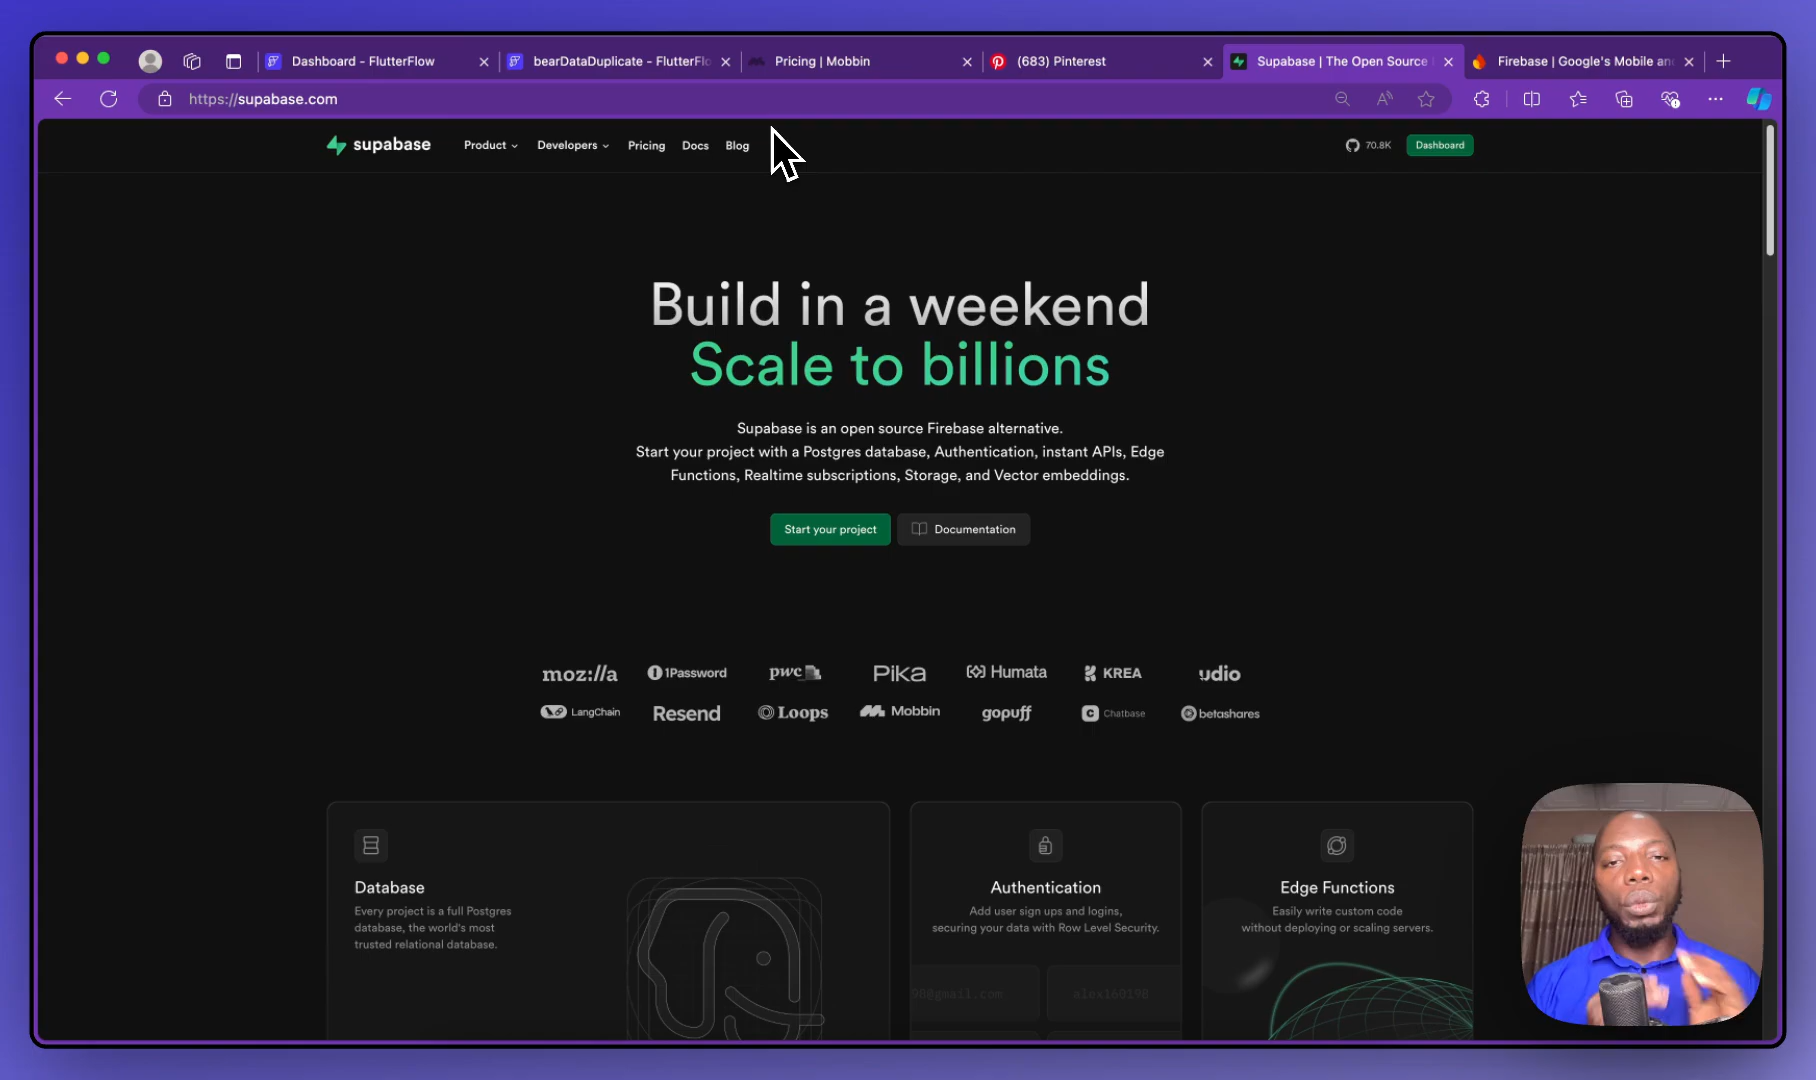 Dashboard - FlutterFlow
bearDataDuplicate - FlutterFlo
Pricing | Mobbin
(683) Pinterest
Supabase | The Open Source
Firebase | Google's Mobile an
https://supabase.com
supabase
Product
Developers
Pricing
Docs
Blog
70.8K
Dashboard
Build in a weekend
Scale to billions
Supabase is an open source Firebase alternative.
Start your project with a Postgres database, Authentication, instant APIs, Edge
Functions, Realtime subscriptions, Storage, and Vector embeddings.
Start your project
Documentation
moz://a
1Password
pwc
Pika
Humata
KREA
udio
LangChain
Resend
Loops
Mobbin
gopuff
Chatbase
betashares
Database
Every project is a full Postgres
database, the world's most
trusted relational database.
Authentication
Add user sign ups and logins,
securing your data with Row Level Security.
@gmail.com
alex160198
Edge Functions
Easily write custom code
without deploying or scaling servers.